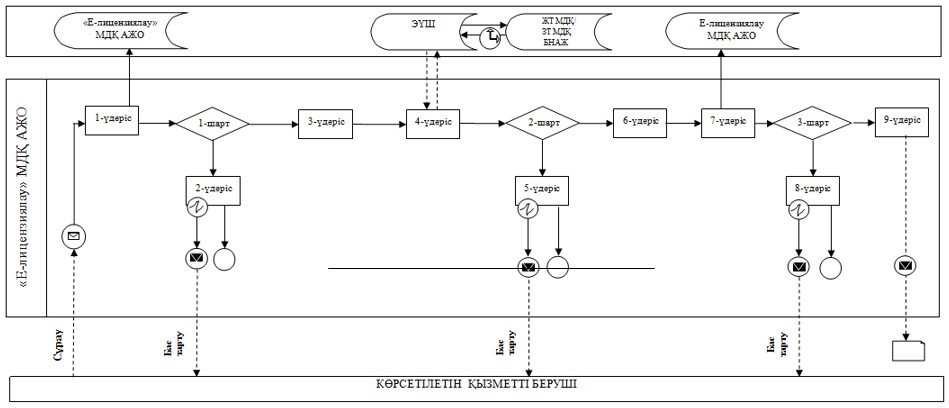 «Е-лицензиялау»
МДҚ АЖО
ЭҮШ
ЖТ МДҚ/
ЗТ МДҚ
БНАЖ
Е-лицензиялау
МДҚ АЖО
«Е-лицензиялау» МДҚ АЖО
1-үдеріс
1-шарт
3-үдеріс
4-үдеріс
2-шарт
6-үдеріс
7-үдеріс
3-шарт
9-үдеріс
2-үдеріс
5-үдеріс
8-үдеріс
Сұрау
Бас
тарту
Бас
тарту
Бас
тарту
КӨРСЕТІЛЕТІН ҚЫЗМЕТТІ БЕРУШІ